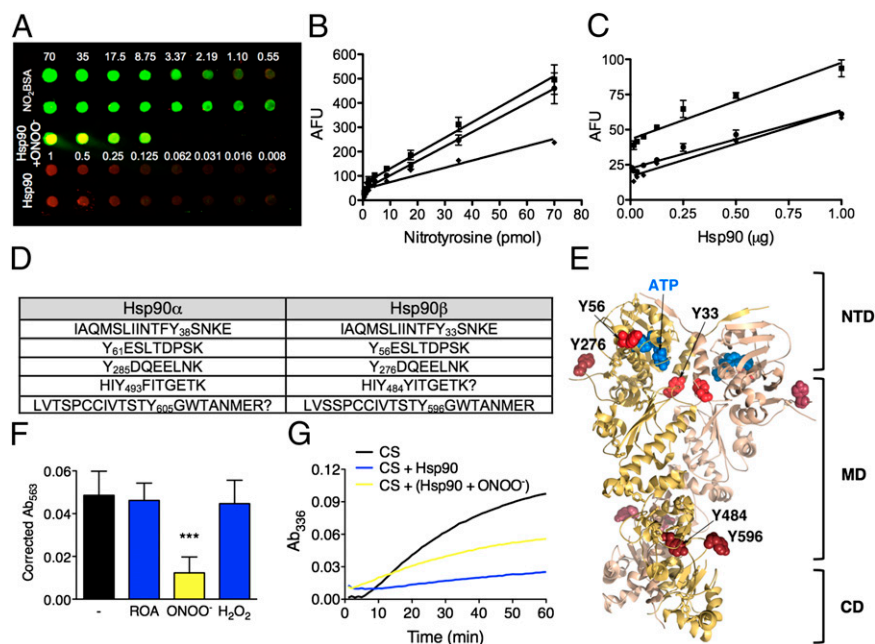 A
70 35 17.5 8.75 3.37 2.19 1.10 0.55
NO₂BSA
Hsp90
+ONOO⁻
1 0.5 0.25 0.125 0.062 0.031 0.016 0.008
Hsp90
B
600
500
400
300
200
100
0
AFU
0 10 20 30 40 50 60 70 80
Nitrotyrosine (pmol)
C
100
75
50
25
0
AFU
0.00 0.25 0.50 0.75 1.00
Hsp90 (µg)
D
Hsp90α Hsp90β
IAQMSLIINTFY₃₈SNKE IAQMSLIINTFY₃₃SNKE
Y₆₁ESLTDPSK Y₅₆ESLTDPSK
Y₂₈₅DQEELNK Y₂₇₆DQEELNK
HIY₄₉₃FITGETK HIY₄₈₄YITGETK?
LVTSPCCIVTSTY₆₀₅GWTANMER? LVSSPCCIVTSTY₅₉₆GWTANMER
E
ATP
Y56
Y33
Y276
Y484
Y596
NTD
MD
CD
F
0.06
0.04
0.02
0.00
Corrected Ab₅₆₃
***
- ROA ONOO⁻ H₂O₂
G
CS
CS + Hsp90
CS + (Hsp90 + ONOO⁻)
0.12
0.09
0.06
0.03
0.00
Ab₃₃₆
0 10 20 30 40 50 60
Time (min)